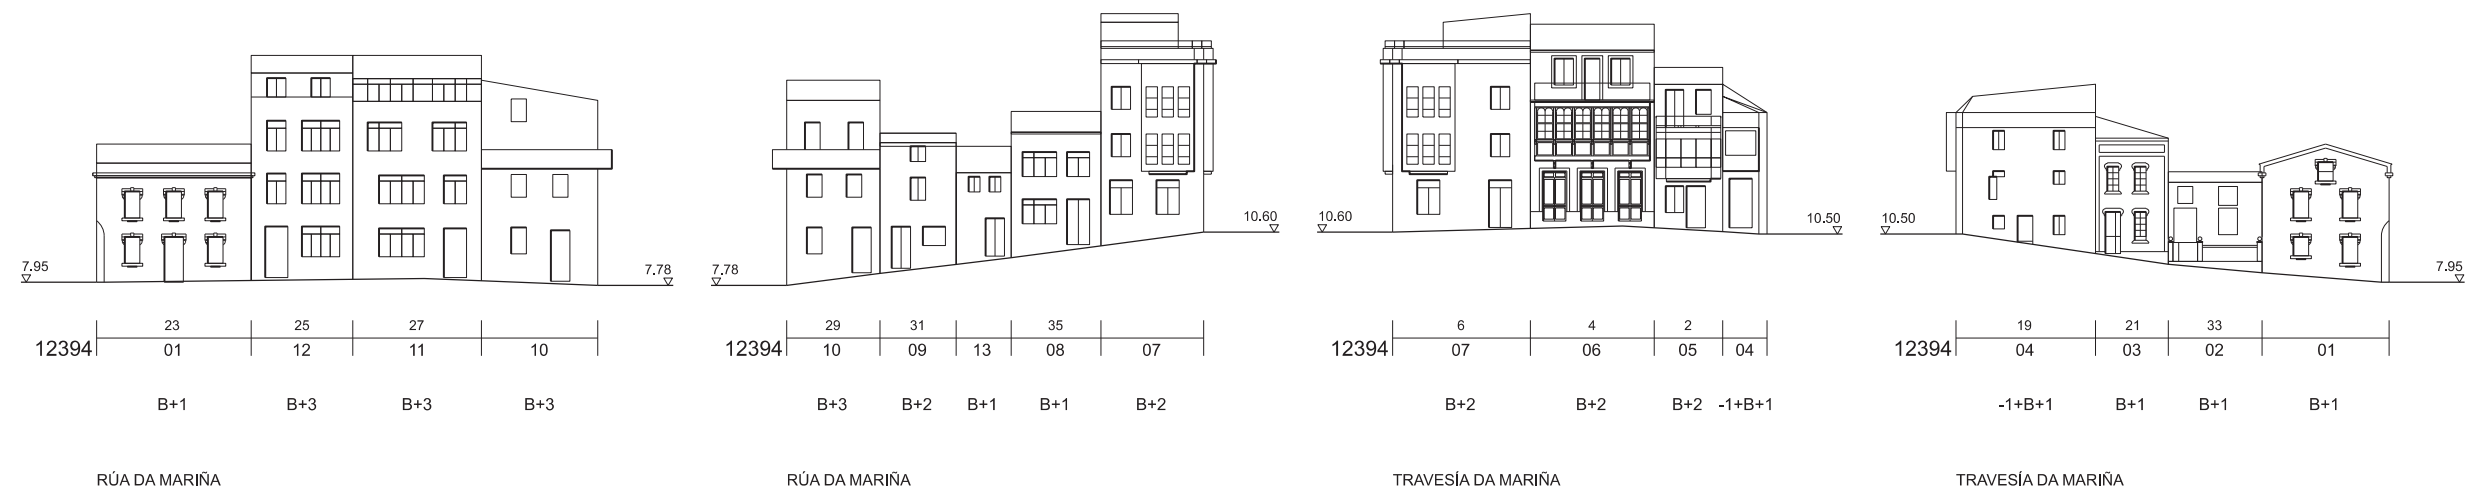 7.95 7.78 7.78 10.60 10.60 10.50 10.50 7.95
23 25 27
12394 01 12 11 10
B+1 B+3 B+3 B+3
RÚA DA MARIÑA
29 31 35
12394 10 09 13 08 07
B+3 B+2 B+1 B+1 B+2
RÚA DA MARIÑA
6 4 2
12394 07 06 05 04
B+2 B+2 B+2 -1+B+1
TRAVESÍA DA MARIÑA
19 21 33
12394 04 03 02 01
-1+B+1 B+1 B+1 B+1
TRAVESÍA DA MARIÑA